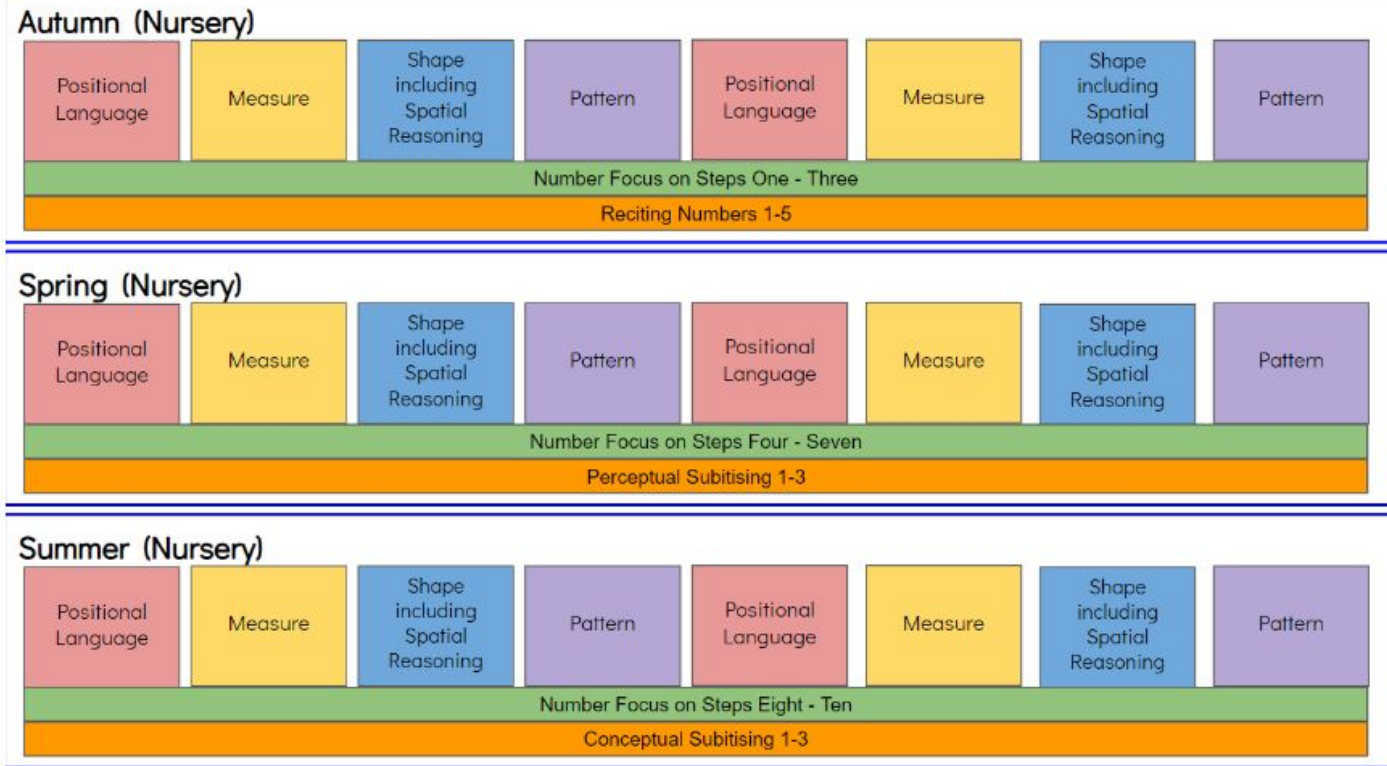 Autumn (Nursery)
Positional
Language
Measure
Shape
including
Spatial
Reasoning
Pattern
Positional
Language
Measure
Shape
including
Spatial
Reasoning
Pattern
Number Focus on Steps One - Three
Reciting Numbers 1-5
Spring (Nursery)
Positional
Language
Measure
Shape
including
Spatial
Reasoning
Pattern
Positional
Language
Measure
Shape
including
Spatial
Reasoning
Pattern
Number Focus on Steps Four - Seven
Perceptual Subitising 1-3
Summer (Nursery)
Positional
Language
Measure
Shape
including
Spatial
Reasoning
Pattern
Positional
Language
Measure
Shape
including
Spatial
Reasoning
Pattern
Number Focus on Steps Eight - Ten
Conceptual Subitising 1-3